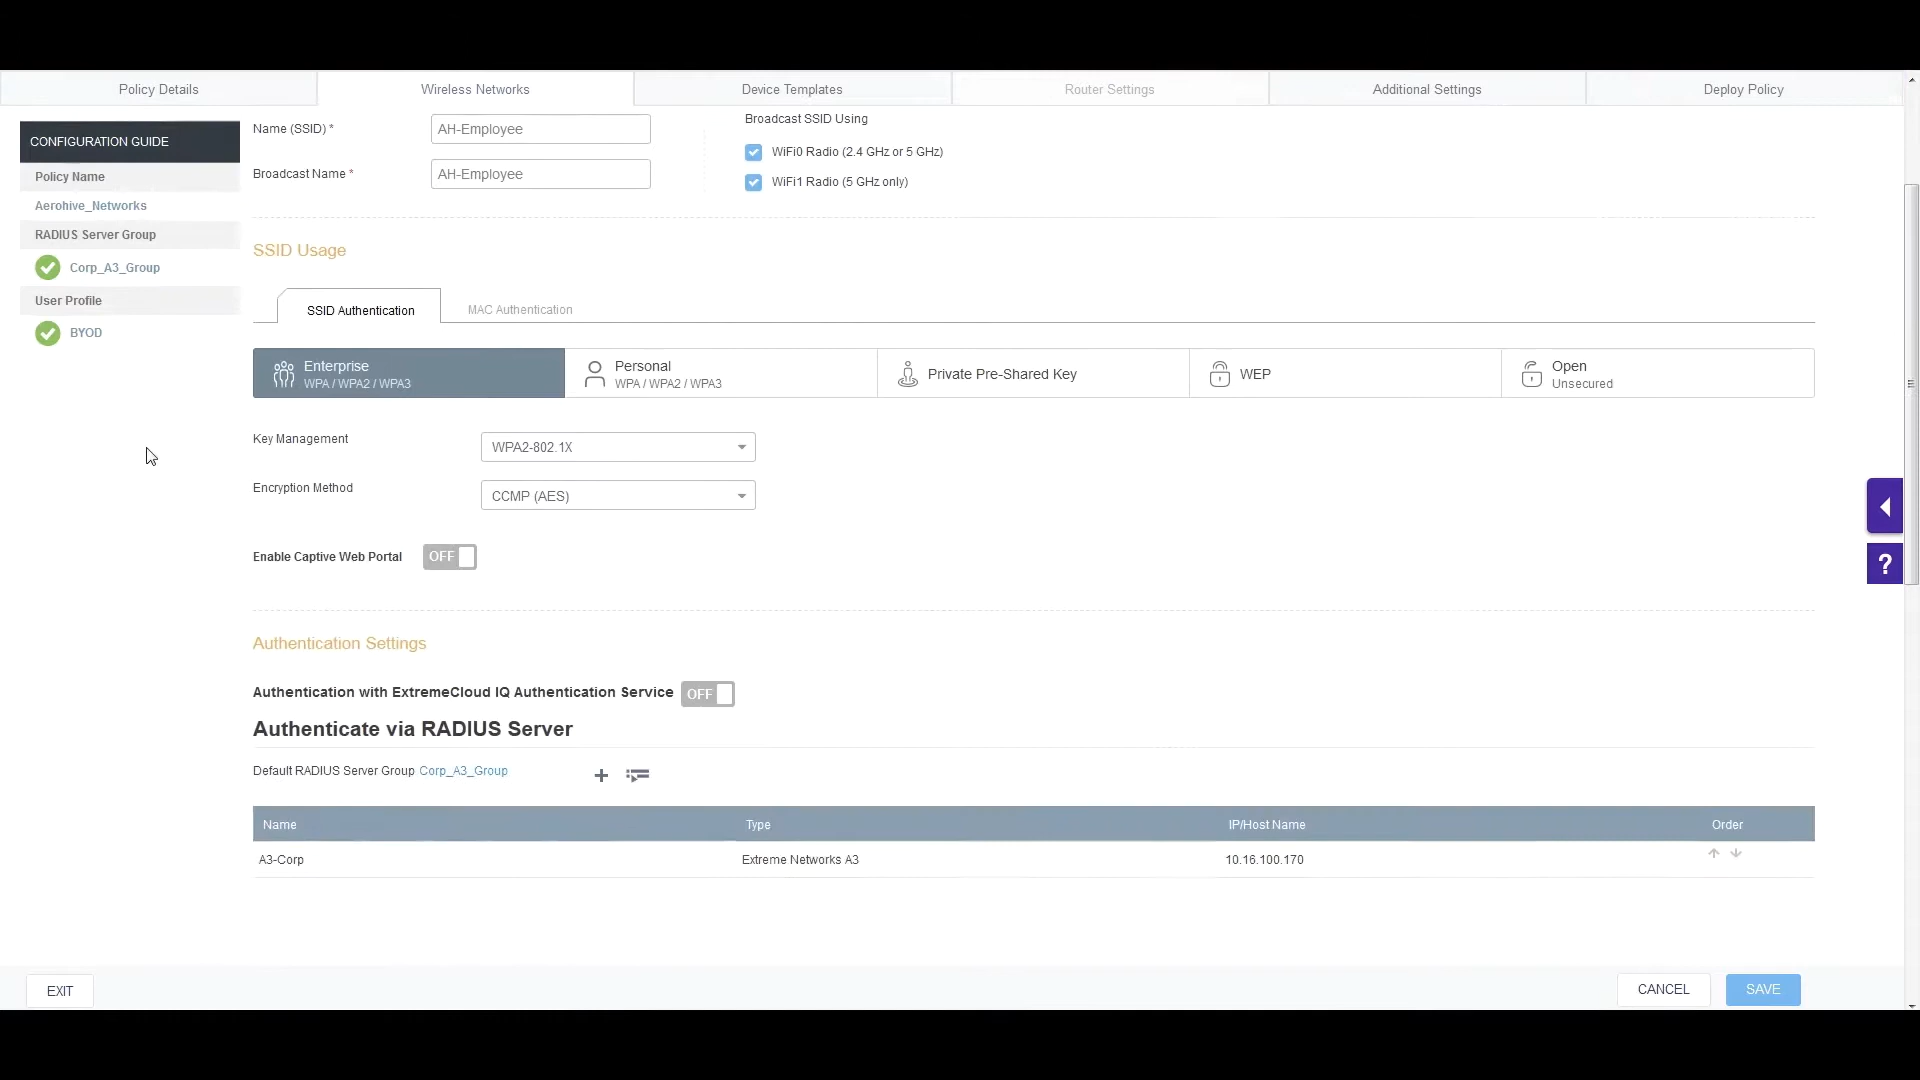 Policy Details
Wireless Networks
Device Templates
Router Settings
Additional Settings
Deploy Policy
CONFIGURATION GUIDE
Policy Name
Aerohive_Networks
RADIUS Server Group
Corp_A3_Group
User Profile
BYOD
Name (SSID) *
AH-Employee
Broadcast Name *
AH-Employee
Broadcast SSID Using
WiFi0 Radio (2.4 GHz or 5 GHz)
WiFi1 Radio (5 GHz only)
SSID Usage
SSID Authentication
MAC Authentication
Enterprise
WPA / WPA2 / WPA3
Personal
WPA / WPA2 / WPA3
Private Pre-Shared Key
WEP
Open
Unsecured
Key Management
WPA2-802.1X
Encryption Method
CCMP (AES)
Enable Captive Web Portal
OFF
?
Authentication Settings
Authentication with ExtremeCloud IQ Authentication Service
OFF
Authenticate via RADIUS Server
Default RADIUS Server Group Corp_A3_Group
Name
Type
IP/Host Name
Order
A3-Corp
Extreme Networks A3
10.16.100.170
EXIT
CANCEL
SAVE